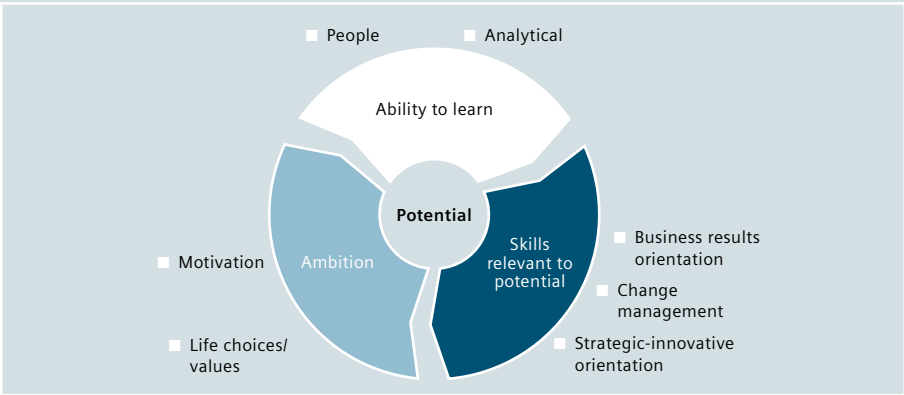 People
Analytical
Ability to learn
Potential
Ambition
Skills
relevant to
potential
Motivation
Life choices/
values
Business results
orientation
Change
management
Strategic-innovative
orientation